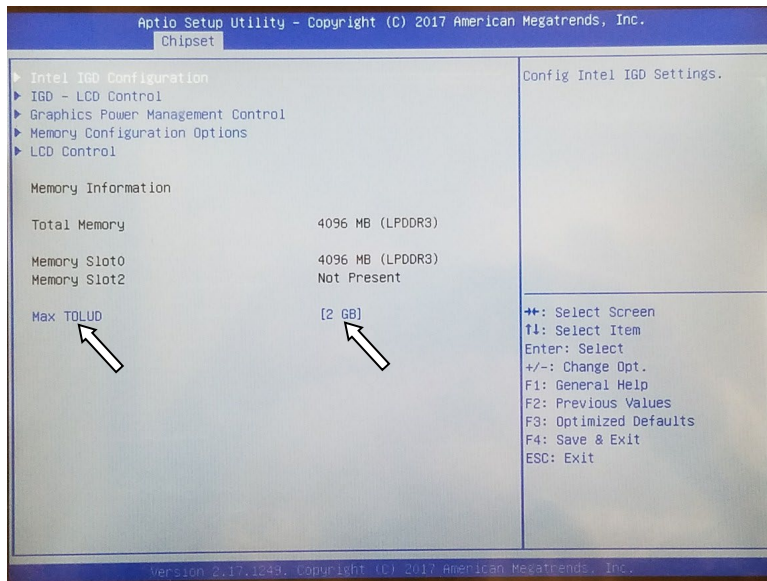 Aptio Setup Utility – Copyright (C) 2017 American Megatrends, Inc.
Chipset
Intel IGD Configuration
IGD - LCD Control
Graphics Power Management Control
Memory Configuration Options
LCD Control
Memory Information
Total Memory 4096 MB (LPDDR3)
Memory Slot0 4096 MB (LPDDR3)
Memory Slot2 Not Present
Max TOLUD [2 GB]
Config Intel IGD Settings.
→←: Select Screen
↑↓: Select Item
Enter: Select
+/-: Change Opt.
F1: General Help
F2: Previous Values
F3: Optimized Defaults
F4: Save & Exit
ESC: Exit
Version 2.17.1249. Copyright (C) 2017 American Megatrends, Inc.